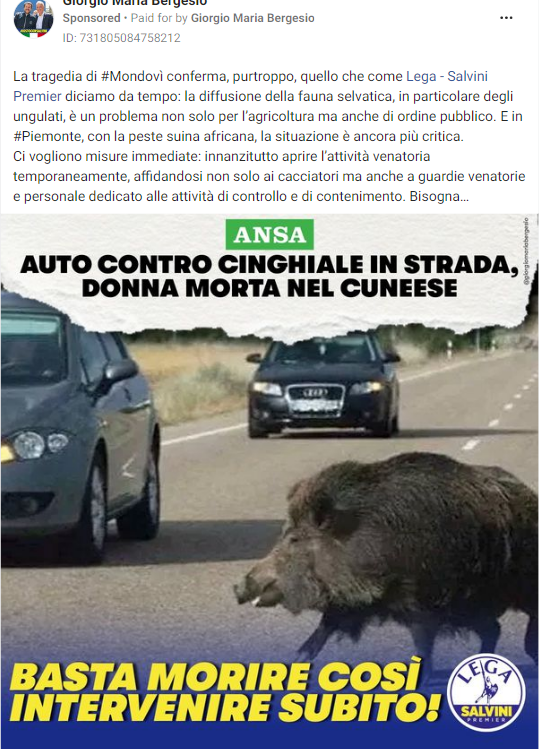 Giorgio Maria Bergesio
Sponsored • Paid for by Giorgio Maria Bergesio
ID: 731805084758212
La tragedia di #Mondovì conferma, purtroppo, quello che come Lega - Salvini
Premier diciamo da tempo: la diffusione della fauna selvatica, in particolare degli
ungulati, è un problema non solo per l'agricoltura ma anche di ordine pubblico. E in
#Piemonte, con la peste suina africana, la situazione è ancora più critica.
Ci vogliono misure immediate: innanzitutto aprire l'attività venatoria
temporaneamente, affidandosi non solo ai cacciatori ma anche a guardie venatorie
e personale dedicato alle attività di controllo e di contenimento. Bisogna...
ANSA
AUTO CONTRO CINGHIALE IN STRADA,
DONNA MORTA NEL CUNEESE
@giorgiomariabergesio
BASTA MORIRE COSÌ
INTERVENIRE SUBITO!
LEGA
SALVINI
PREMIER